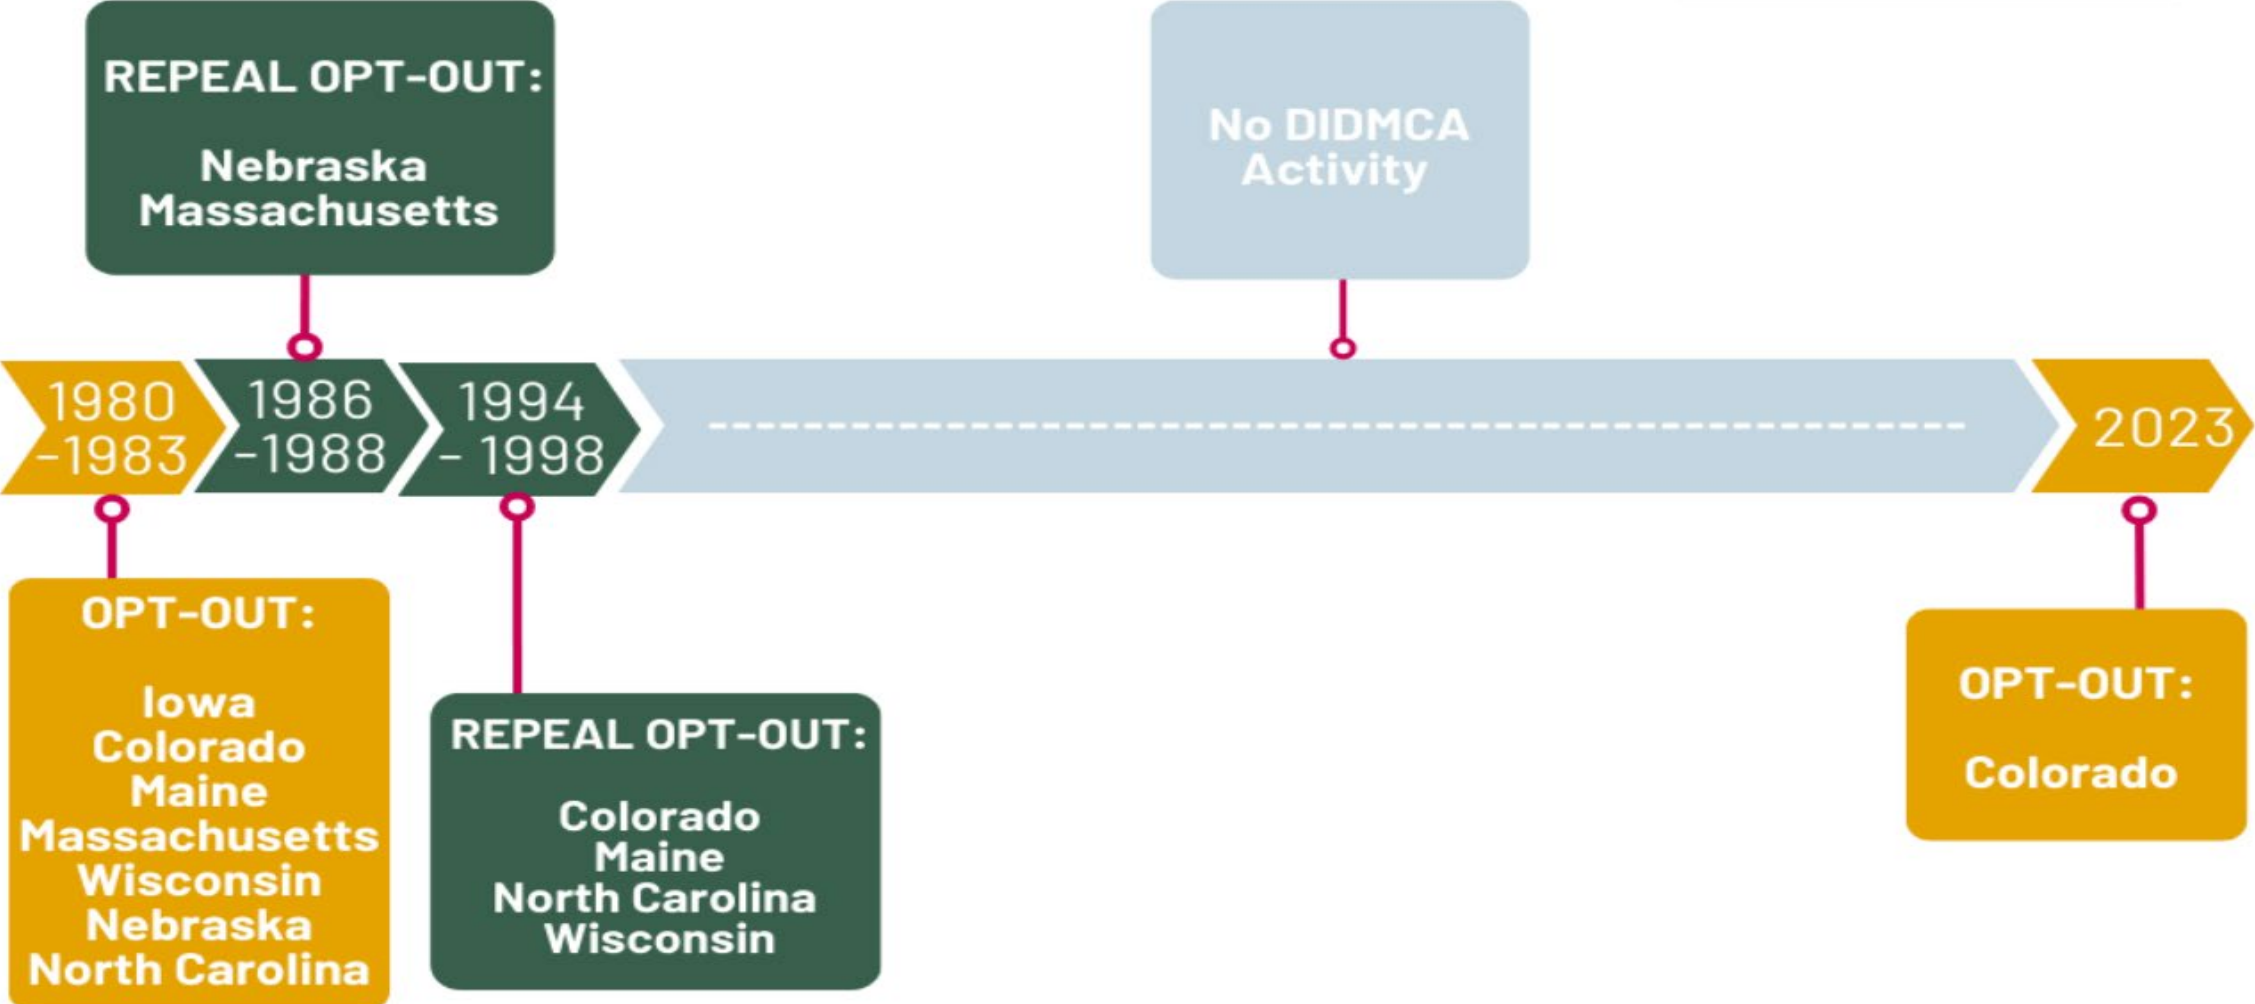 REPEAL OPT-OUT:
Nebraska
Massachusetts
No DIDMCA
Activity
1980
-1983
1986
-1988
1994
- 1998
2023
OPT-OUT:
Iowa
Colorado
Maine
Massachusetts
Wisconsin
Nebraska
North Carolina
REPEAL OPT-OUT:
Colorado
Maine
North Carolina
Wisconsin
OPT-OUT:
Colorado